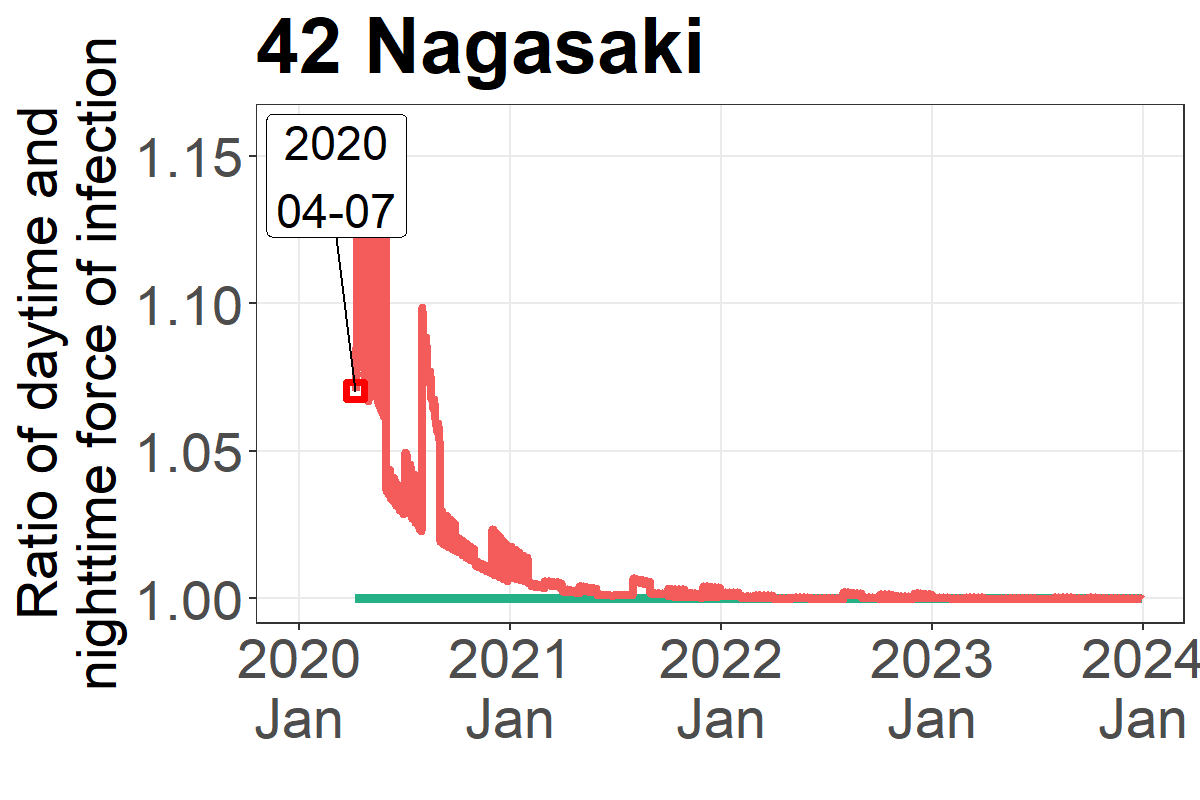 42 Nagasaki
Ratio of daytime and
nighttime force of infection
1.15
1.10
1.05
1.00
2020
04-07
2020
Jan
2021
Jan
2022
Jan
2023
Jan
2024
Jan